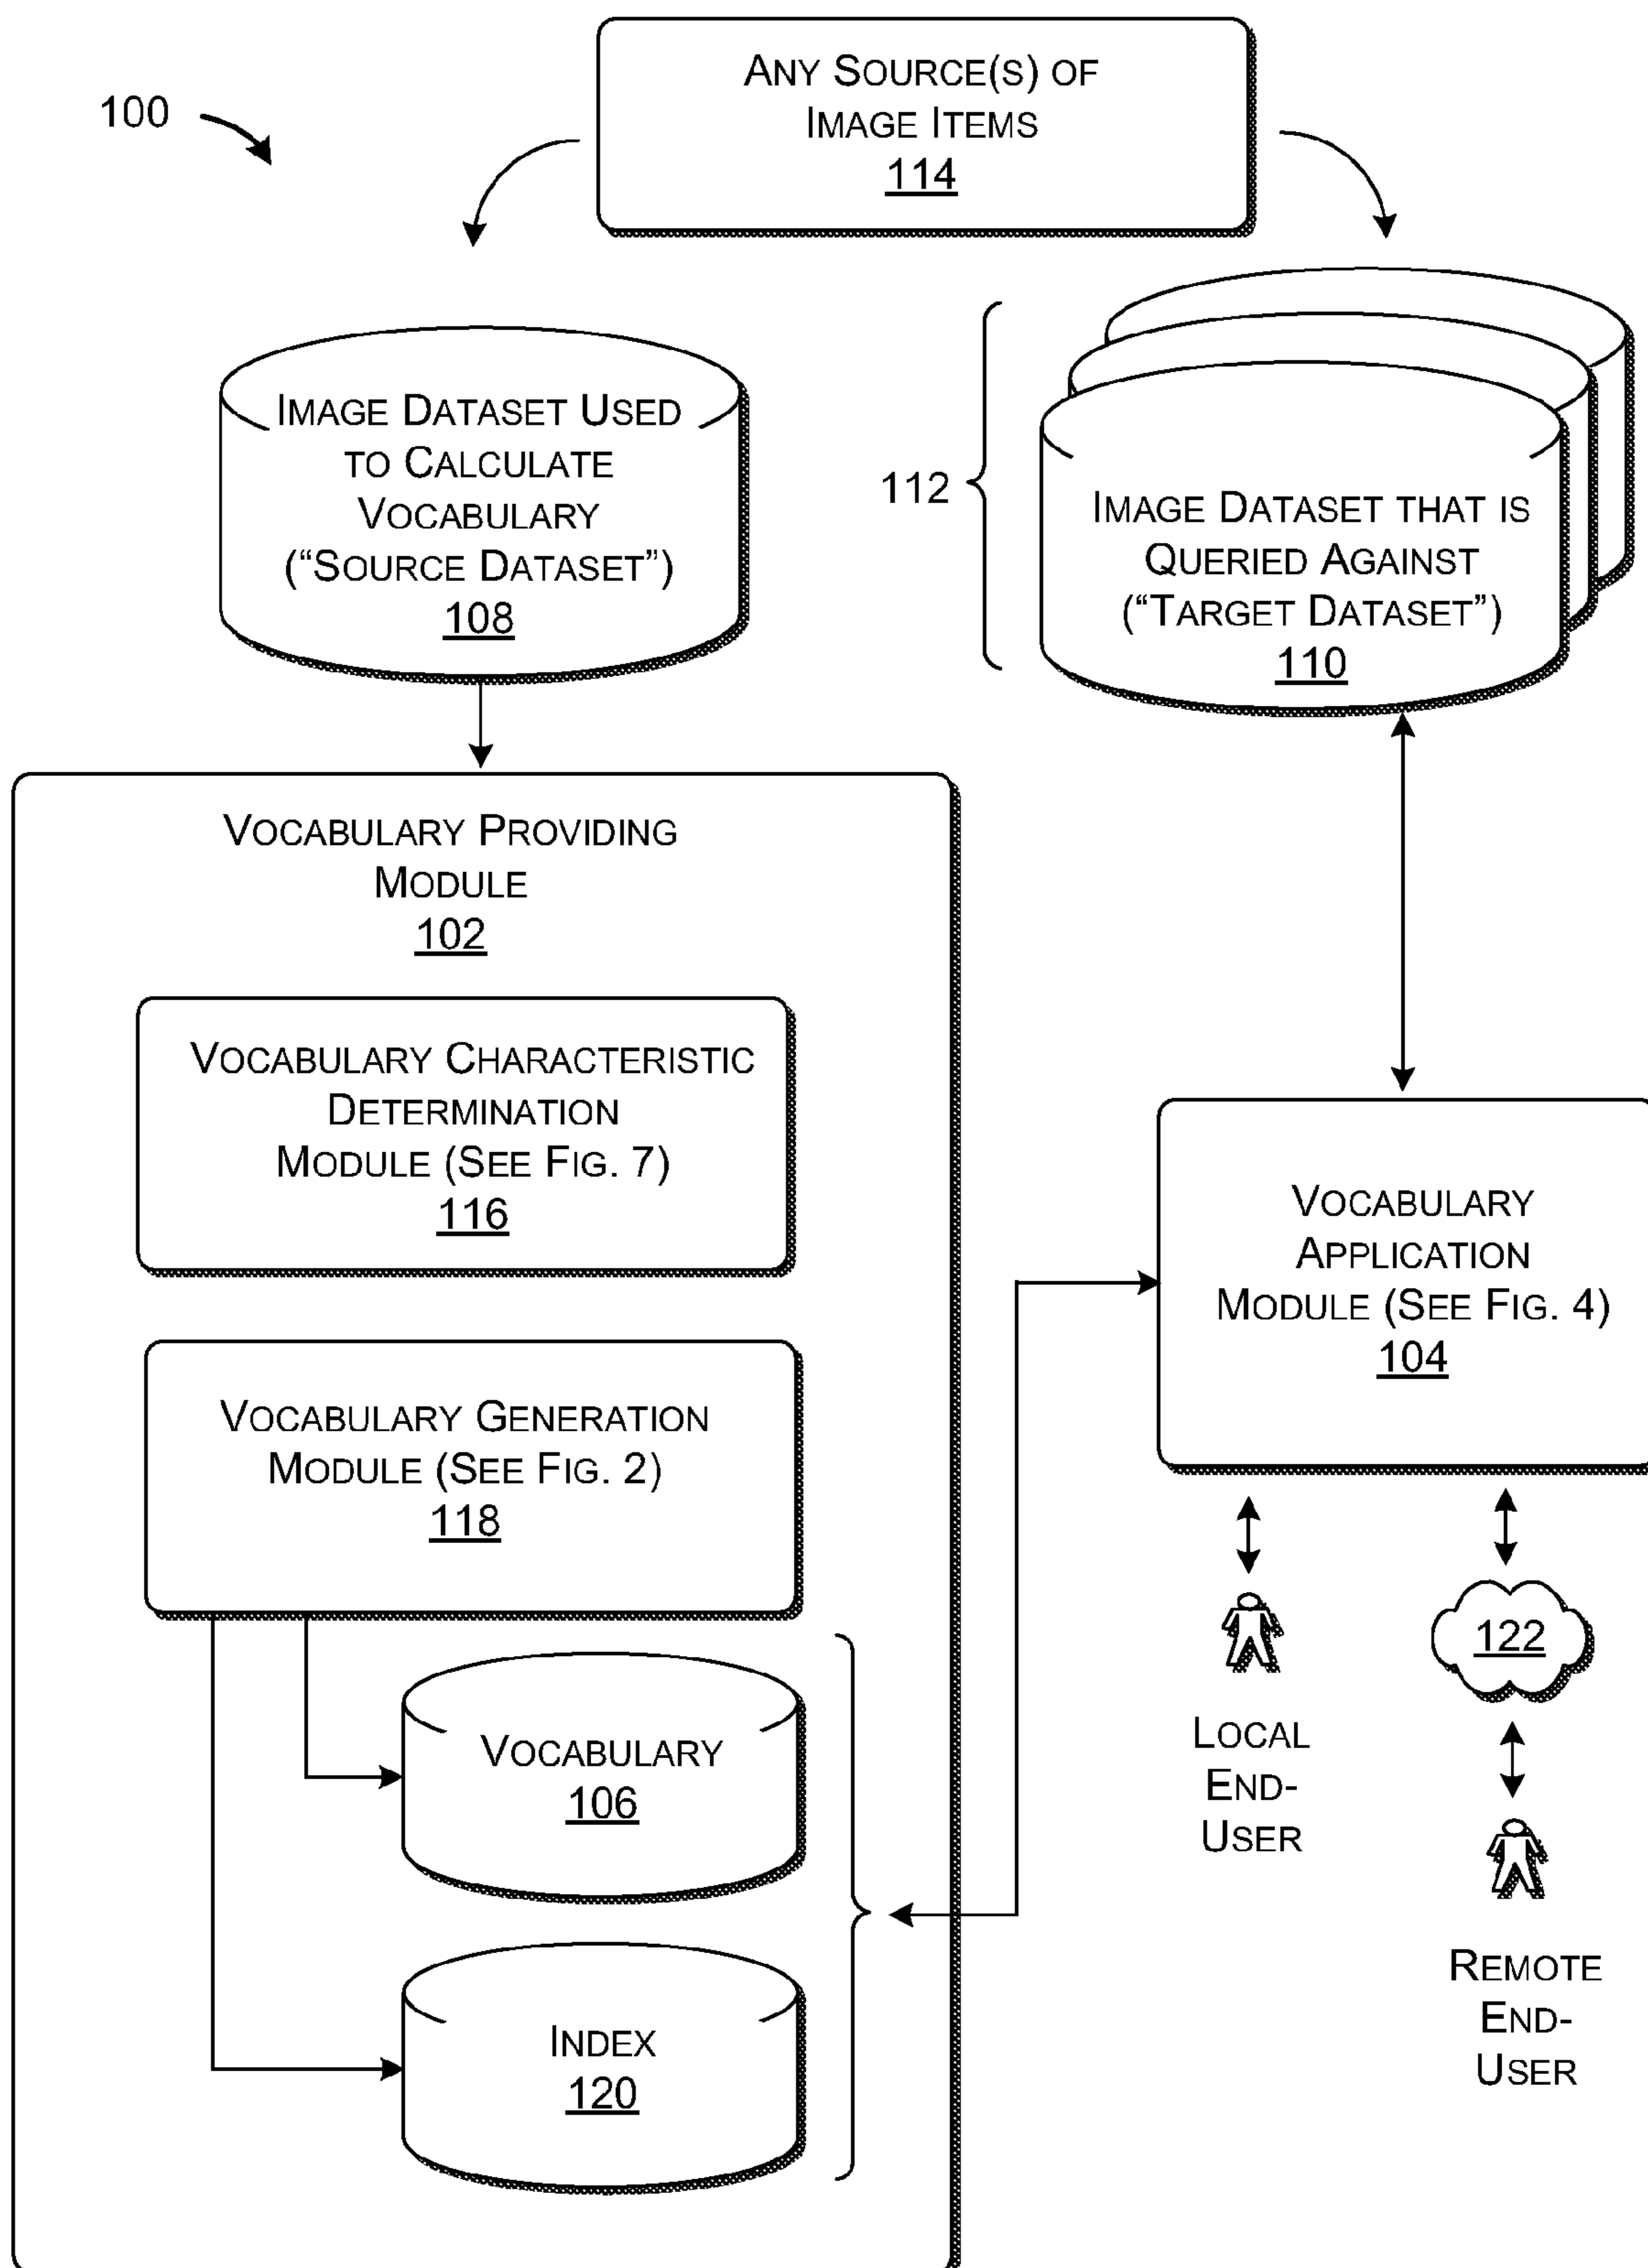 100
ANY SOURCE(S) OF
IMAGE ITEMS
114
IMAGE DATASET USED
TO CALCULATE
VOCABULARY
(“SOURCE DATASET”)
108
112
IMAGE DATASET THAT IS
QUERIED AGAINST
(“TARGET DATASET”)
110
VOCABULARY PROVIDING
MODULE
102
VOCABULARY CHARACTERISTIC
DETERMINATION
MODULE (SEE FIG. 7)
116
VOCABULARY GENERATION
MODULE (SEE FIG. 2)
118
VOCABULARY
106
INDEX
120
VOCABULARY
APPLICATION
MODULE (SEE FIG. 4)
104
122
LOCAL
END-
USER
REMOTE
END-
USER